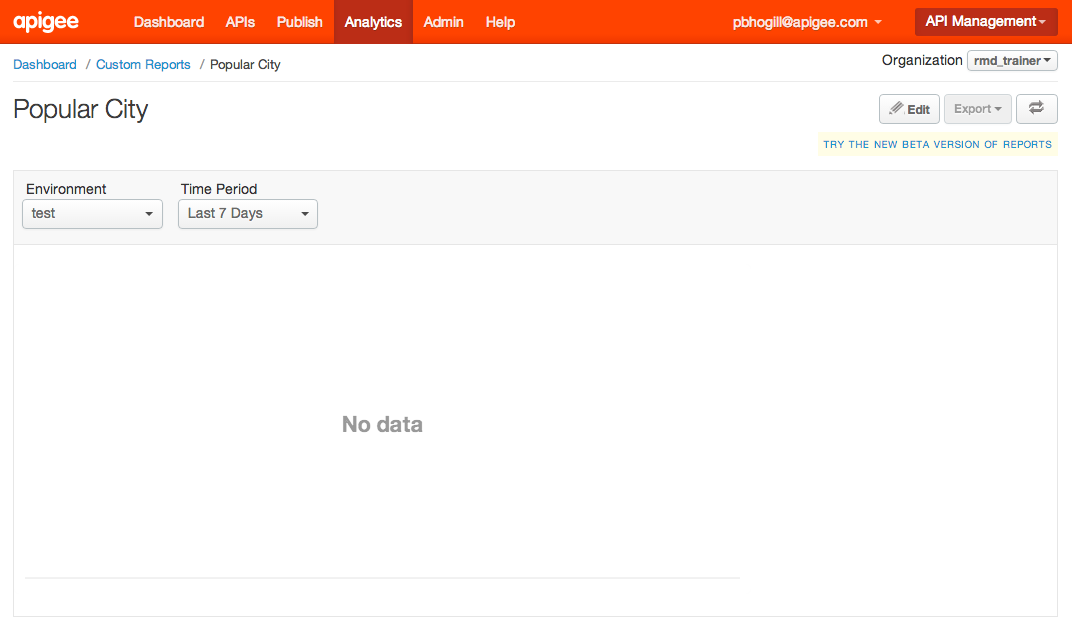 apigee Dashboard APIs Publish Analytics Admin Help pbhogill@apigee.com API Management
Dashboard / Custom Reports / Popular City Organization rmd_trainer
Popular City Edit Export
TRY THE NEW BETA VERSION OF REPORTS
Environment Time Period
test Last 7 Days
No data